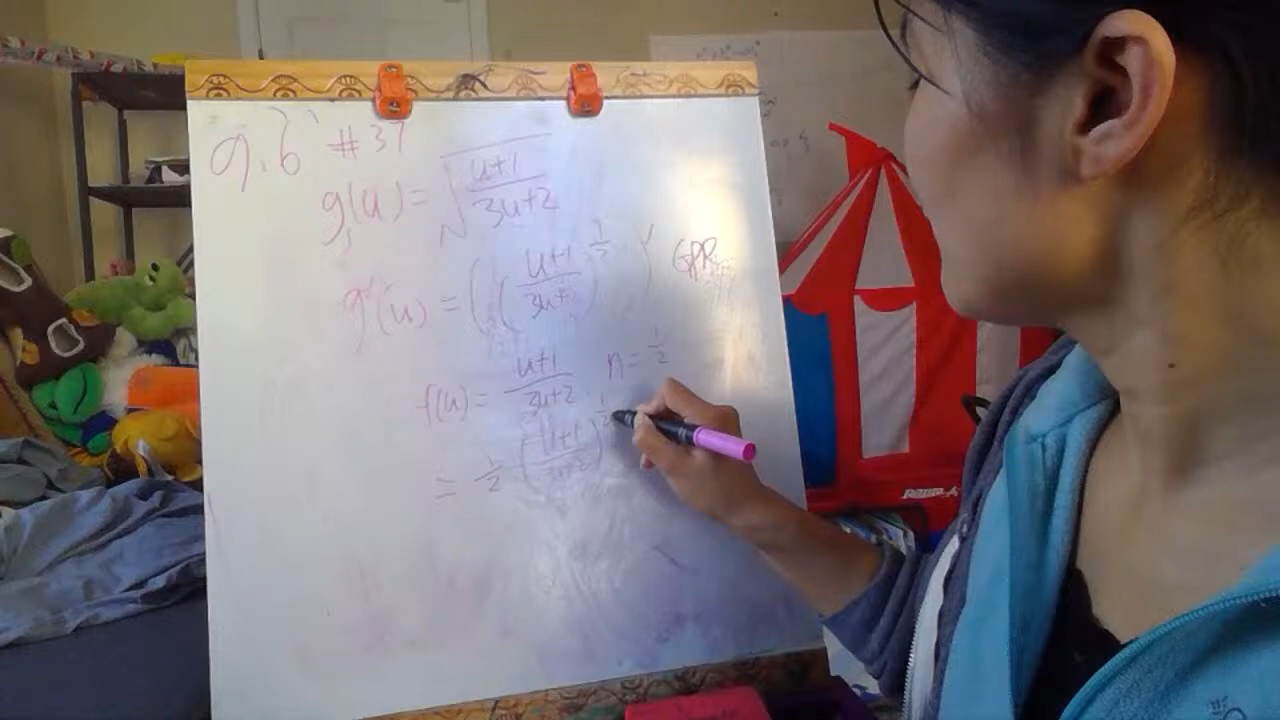 9.6 #37
g(u) = √(u+1)/(3u+2)
g'(u) = ((u+1/3u+)^1/2)' GPR
f(u) = u+1/3u+2 n = 1/2
= 1/2 (u+1/3u+2)^1/2